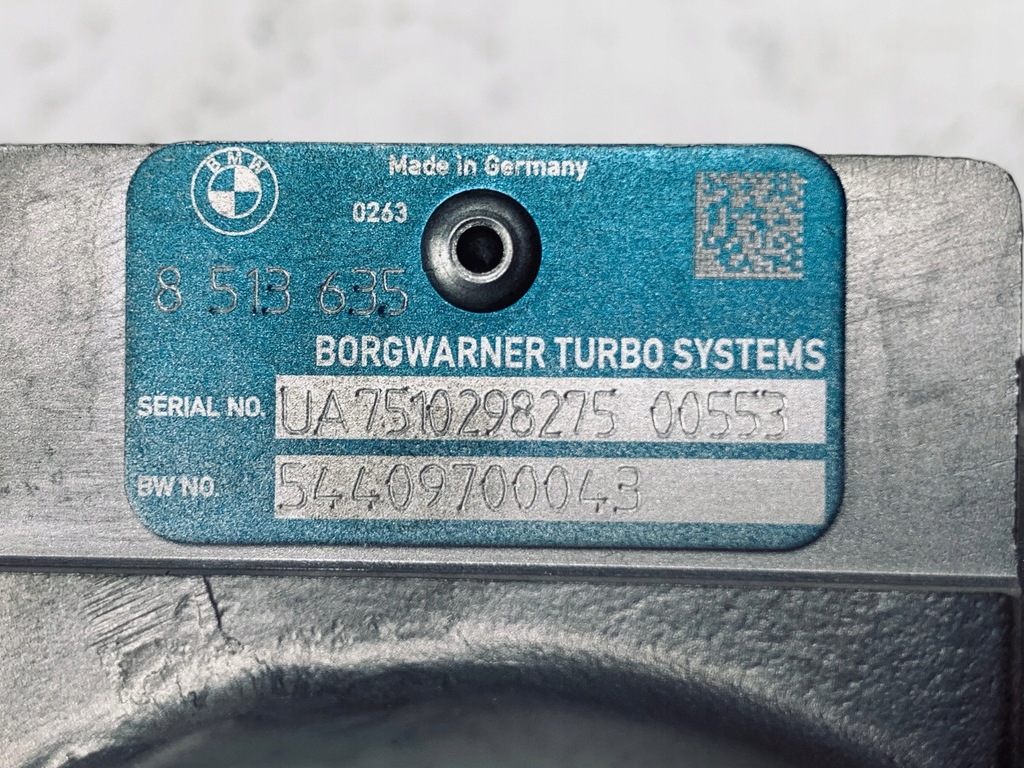 BMW
Made in Germany
0263
8 513 635
BORGWARNER TURBO SYSTEMS
SERIAL NO. UA7510298275 00553
BW NO. 54409700043